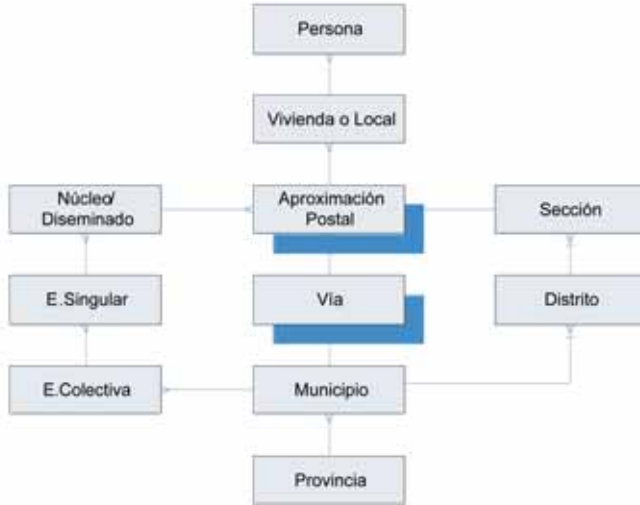 Persona
Vivienda o Local
Núcleo/
Diseminado
Aproximación
Postal
Sección
E.Singular
Vía
Distrito
E.Colectiva
Municipio
Provincia